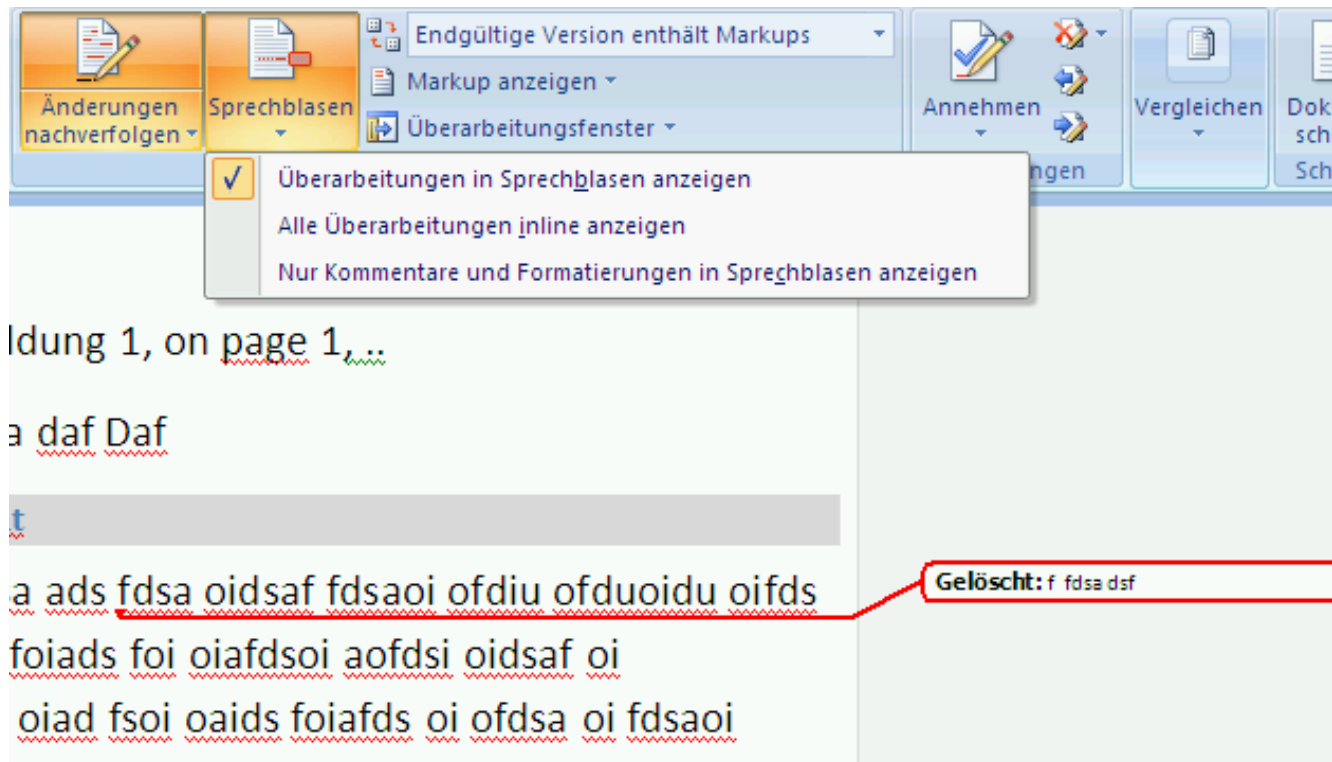 Änderungen nachverfolgen
Sprechblasen
Endgültige Version enthält Markups
Markup anzeigen
Überarbeitungsfenster
Annehmen
ngen
Vergleichen
Dok
sch
Sch
Überarbeitungen in Sprechblasen anzeigen
Alle Überarbeitungen inline anzeigen
Nur Kommentare und Formatierungen in Sprechblasen anzeigen
ldung 1, on page 1, ..
a daf Daf
t
sa ads fdsa oidsaf fdsaoi ofdiu ofduoidu oifds
Gelöscht: f fdsa dsf
foiads foi oiafdsoi aofdsi oidsaf oi
oiad fsoi oaids foiafds oi ofdsa oi fdsaoi